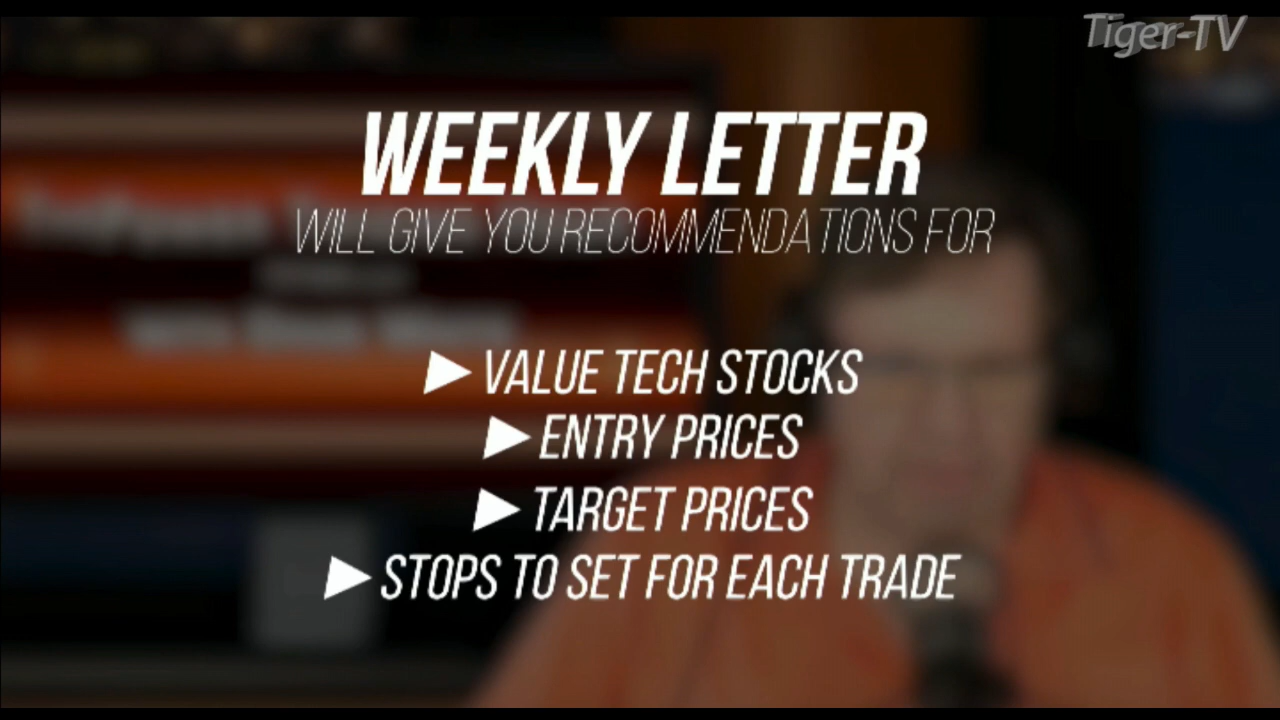 Tiger-TV
WEEKLY LETTER
WILL GIVE YOU RECOMMENDATIONS FOR
▶ VALUE TECH STOCKS
▶ ENTRY PRICES
▶ TARGET PRICES
▶ STOPS TO SET FOR EACH TRADE